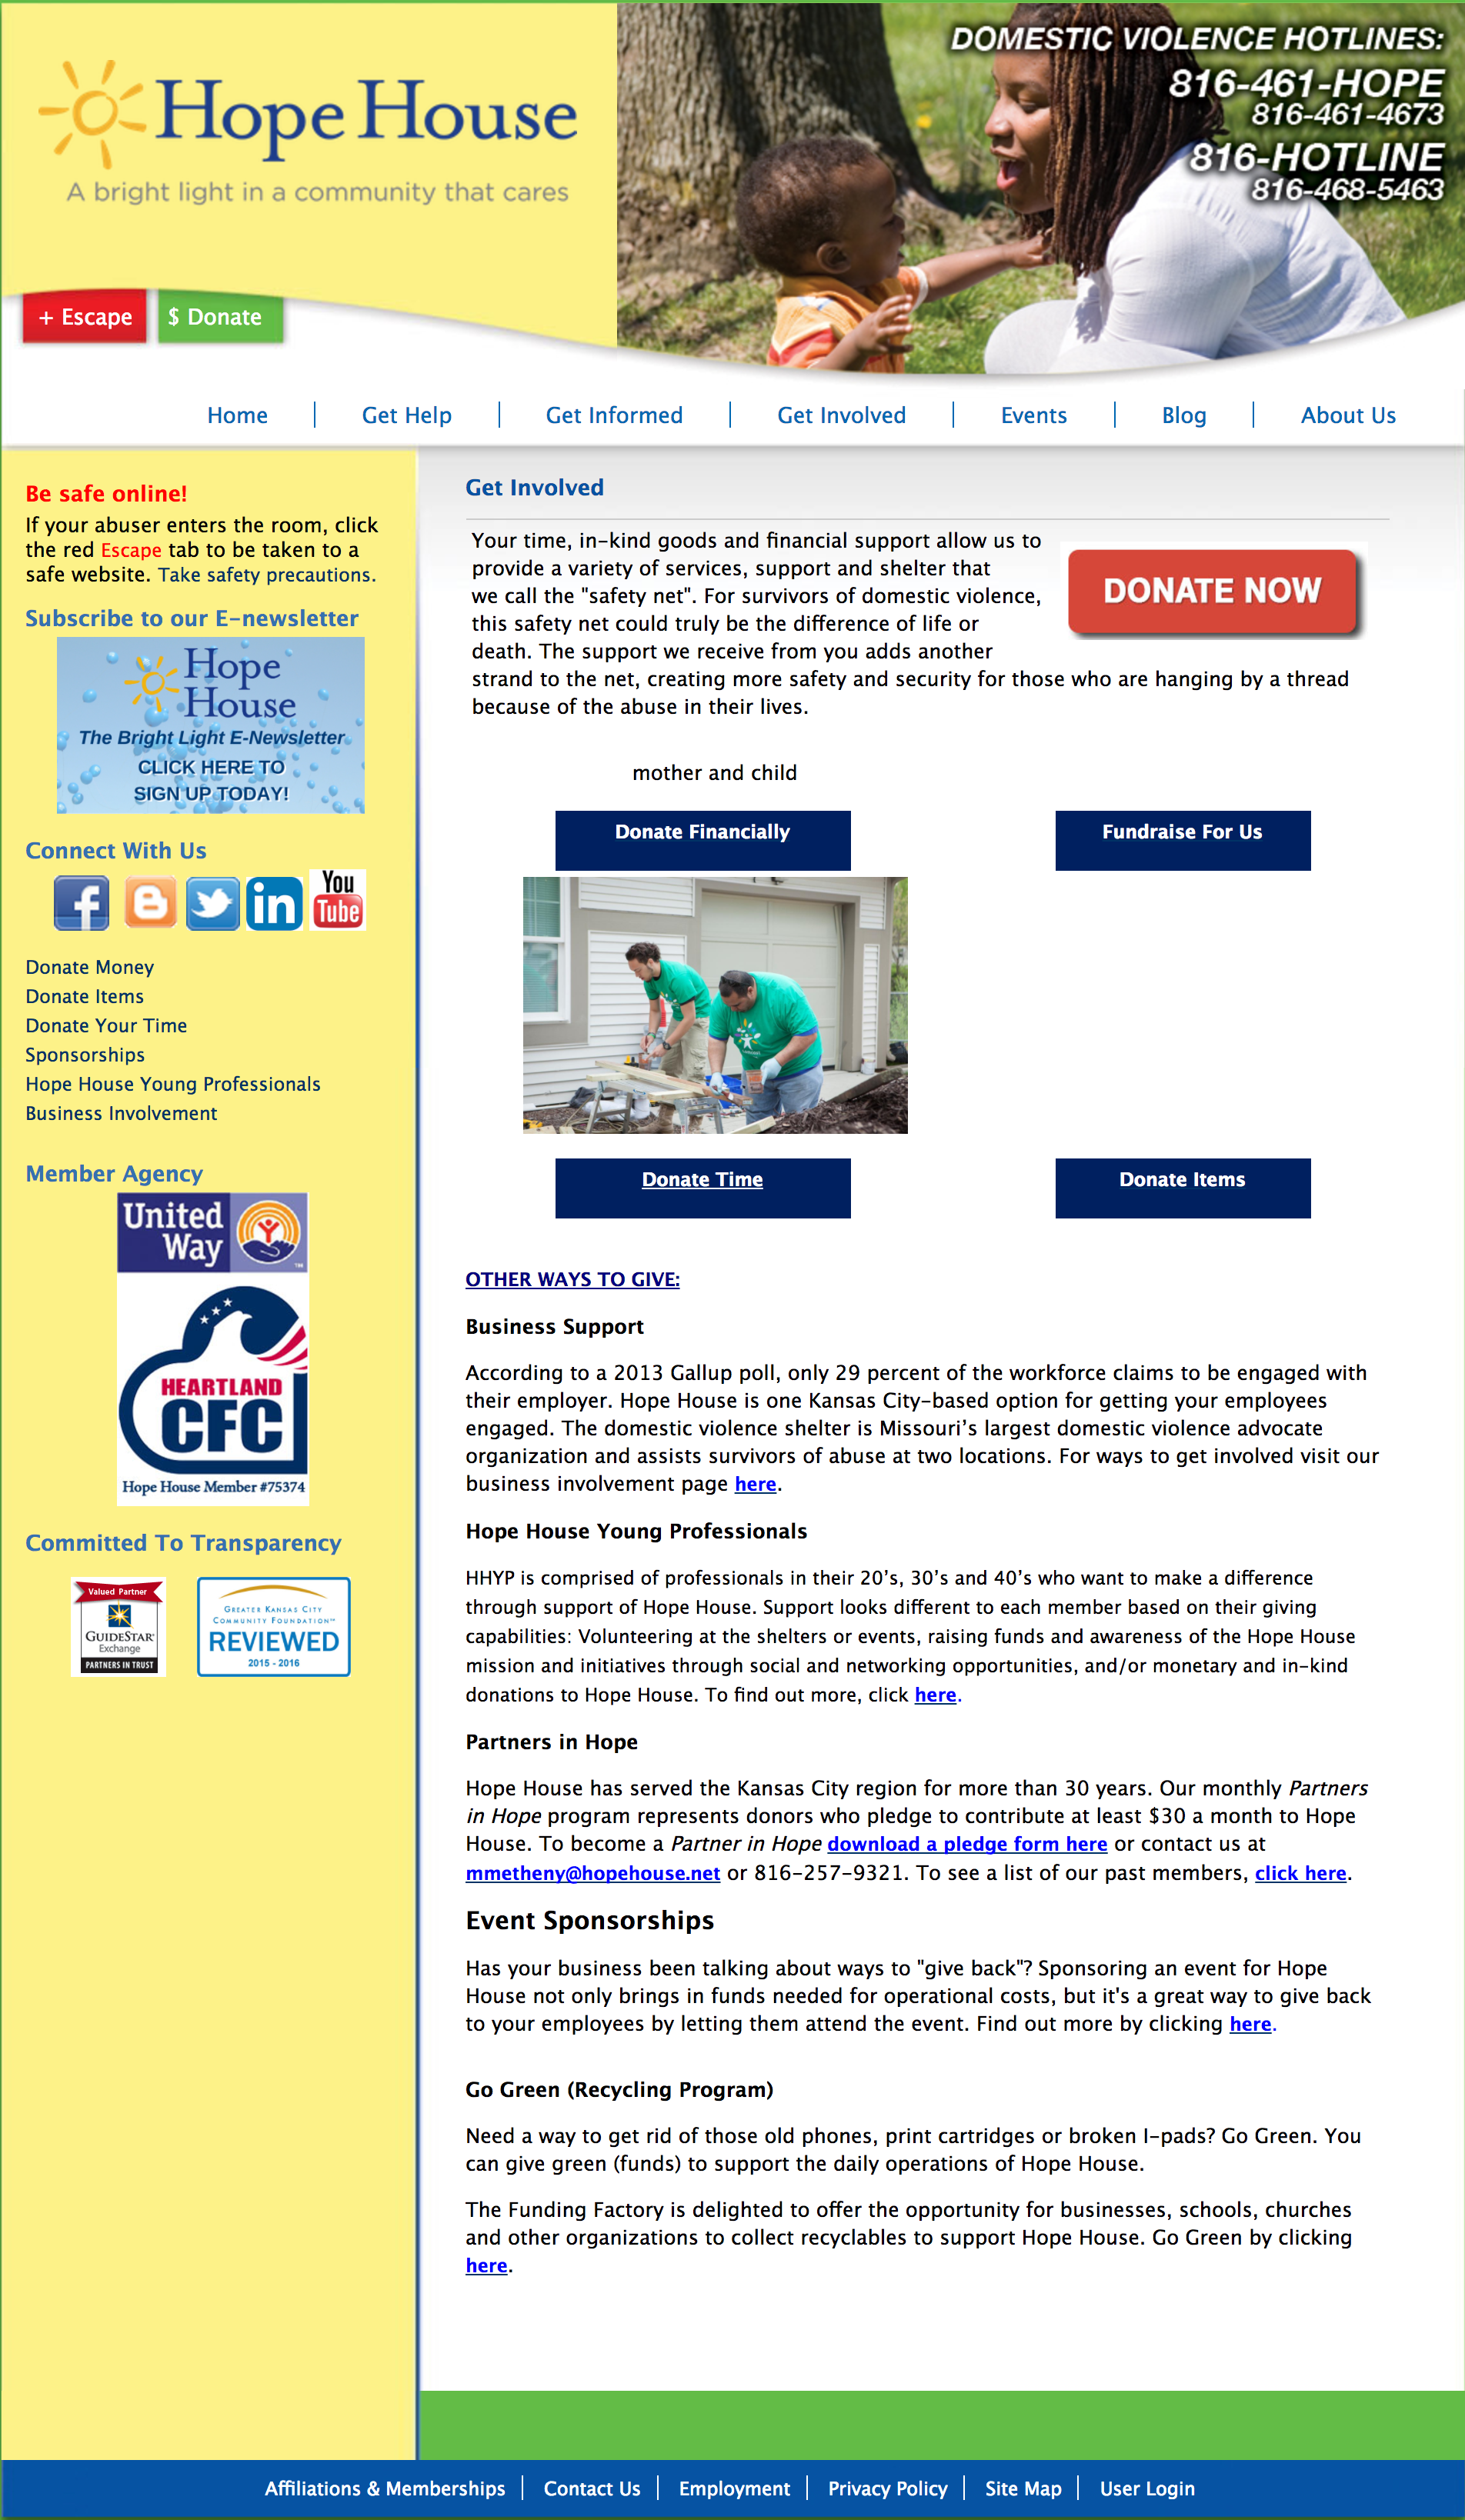 Hope House
A bright light in a community that cares
DOMESTIC VIOLENCE HOTLINES:
816-461-HOPE
816-461-4673
816-HOTLINE
816-468-5463
+ Escape
$ Donate
Home
Get Help
Get Informed
Get Involved
Events
Blog
About Us
Be safe online!
If your abuser enters the room, click
the red Escape tab to be taken to a
safe website. Take safety precautions.
Subscribe to our E-newsletter
Hope
House
The Bright Light E-Newsletter
CLICK HERE TO
SIGN UP TODAY!
Connect With Us
f
B
in
You
Tube
Donate Money
Donate Items
Donate Your Time
Sponsorships
Hope House Young Professionals
Business Involvement
Member Agency
United
Way
HEARTLAND
CFC
Hope House Member #75374
Committed To Transparency
Valued Partner
GUIDESTAR
Exchange
PARTNERS IN TRUST
GREATER KANSAS CITY
COMMUNITY FOUNDATION
REVIEWED
2015 - 2016
Get Involved
Your time, in-kind goods and financial support allow us to
provide a variety of services, support and shelter that
we call the "safety net". For survivors of domestic violence,
this safety net could truly be the difference of life or
death. The support we receive from you adds another
strand to the net, creating more safety and security for those who are hanging by a thread
because of the abuse in their lives.
DONATE NOW
mother and child
Donate Financially
Fundraise For Us
Donate Time
Donate Items
OTHER WAYS TO GIVE:
Business Support
According to a 2013 Gallup poll, only 29 percent of the workforce claims to be engaged with
their employer. Hope House is one Kansas City-based option for getting your employees
engaged. The domestic violence shelter is Missouri’s largest domestic violence advocate
organization and assists survivors of abuse at two locations. For ways to get involved visit our
business involvement page here.
Hope House Young Professionals
HHYP is comprised of professionals in their 20’s, 30’s and 40’s who want to make a difference
through support of Hope House. Support looks different to each member based on their giving
capabilities: Volunteering at the shelters or events, raising funds and awareness of the Hope House
mission and initiatives through social and networking opportunities, and/or monetary and in-kind
donations to Hope House. To find out more, click here.
Partners in Hope
Hope House has served the Kansas City region for more than 30 years. Our monthly Partners
in Hope program represents donors who pledge to contribute at least $30 a month to Hope
House. To become a Partner in Hope download a pledge form here or contact us at
mmetheny@hopehouse.net or 816-257-9321. To see a list of our past members, click here.
Event Sponsorships
Has your business been talking about ways to "give back"? Sponsoring an event for Hope
House not only brings in funds needed for operational costs, but it's a great way to give back
to your employees by letting them attend the event. Find out more by clicking here.
Go Green (Recycling Program)
Need a way to get rid of those old phones, print cartridges or broken I-pads? Go Green. You
can give green (funds) to support the daily operations of Hope House.
The Funding Factory is delighted to offer the opportunity for businesses, schools, churches
and other organizations to collect recyclables to support Hope House. Go Green by clicking
here.
Affiliations & Memberships
Contact Us
Employment
Privacy Policy
Site Map
User Login